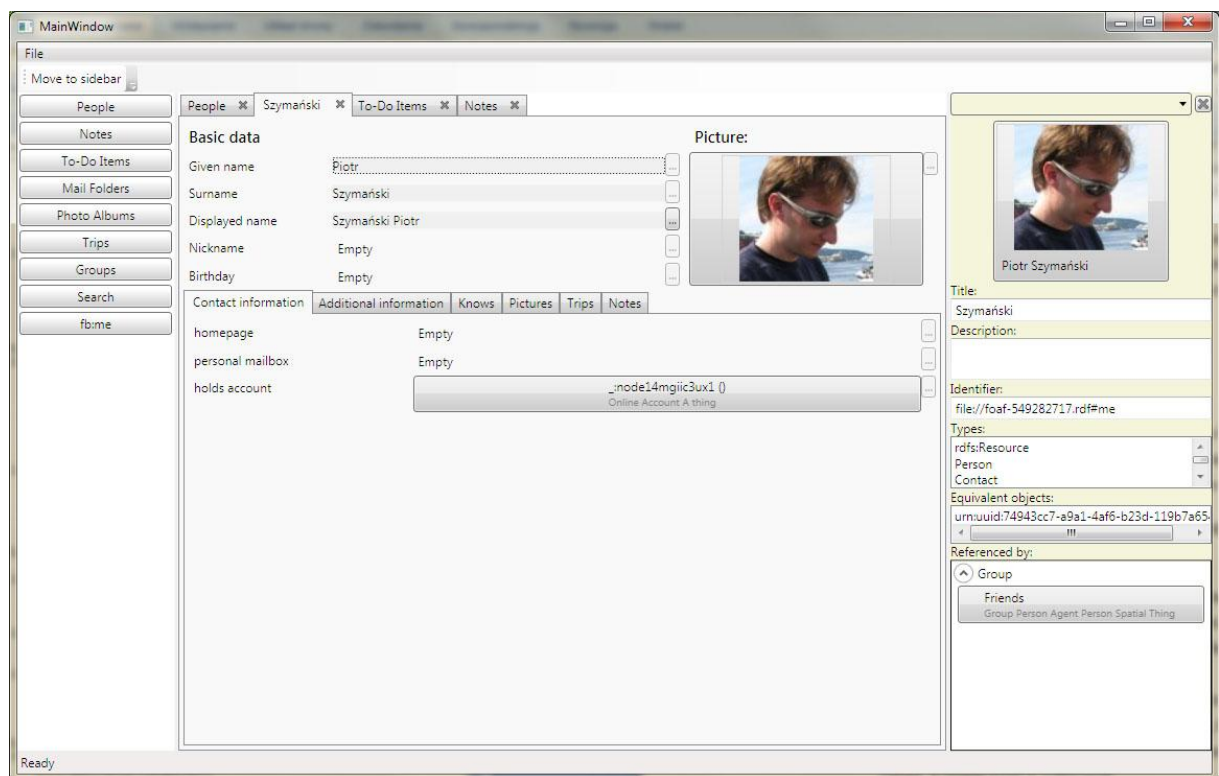 MainWindow
File
Move to sidebar
People
Notes
To-Do Items
Mail Folders
Photo Albums
Trips
Groups
Search
fb:me
People Szymański To-Do Items Notes
Basic data
Picture:
Given name Piotr ...
Surname Szymański ...
Displayed name Szymański Piotr ...
Nickname Empty ...
Birthday Empty ...
...
Contact information Additional information Knows Pictures Trips Notes
homepage Empty ...
personal mailbox Empty ...
holds account _:node14mgiic3ux1 () ...
Online Account A thing
Piotr Szymański
Title:
Szymański
Description:
Identifier:
file://foaf-549282717.rdf#me
Types:
rdfs:Resource
Person
Contact
Equivalent objects:
urn:uuid:74943cc7-a9a1-4af6-b23d-119b7a65
Referenced by:
Group
Friends
Group Person Agent Person Spatial Thing
Ready